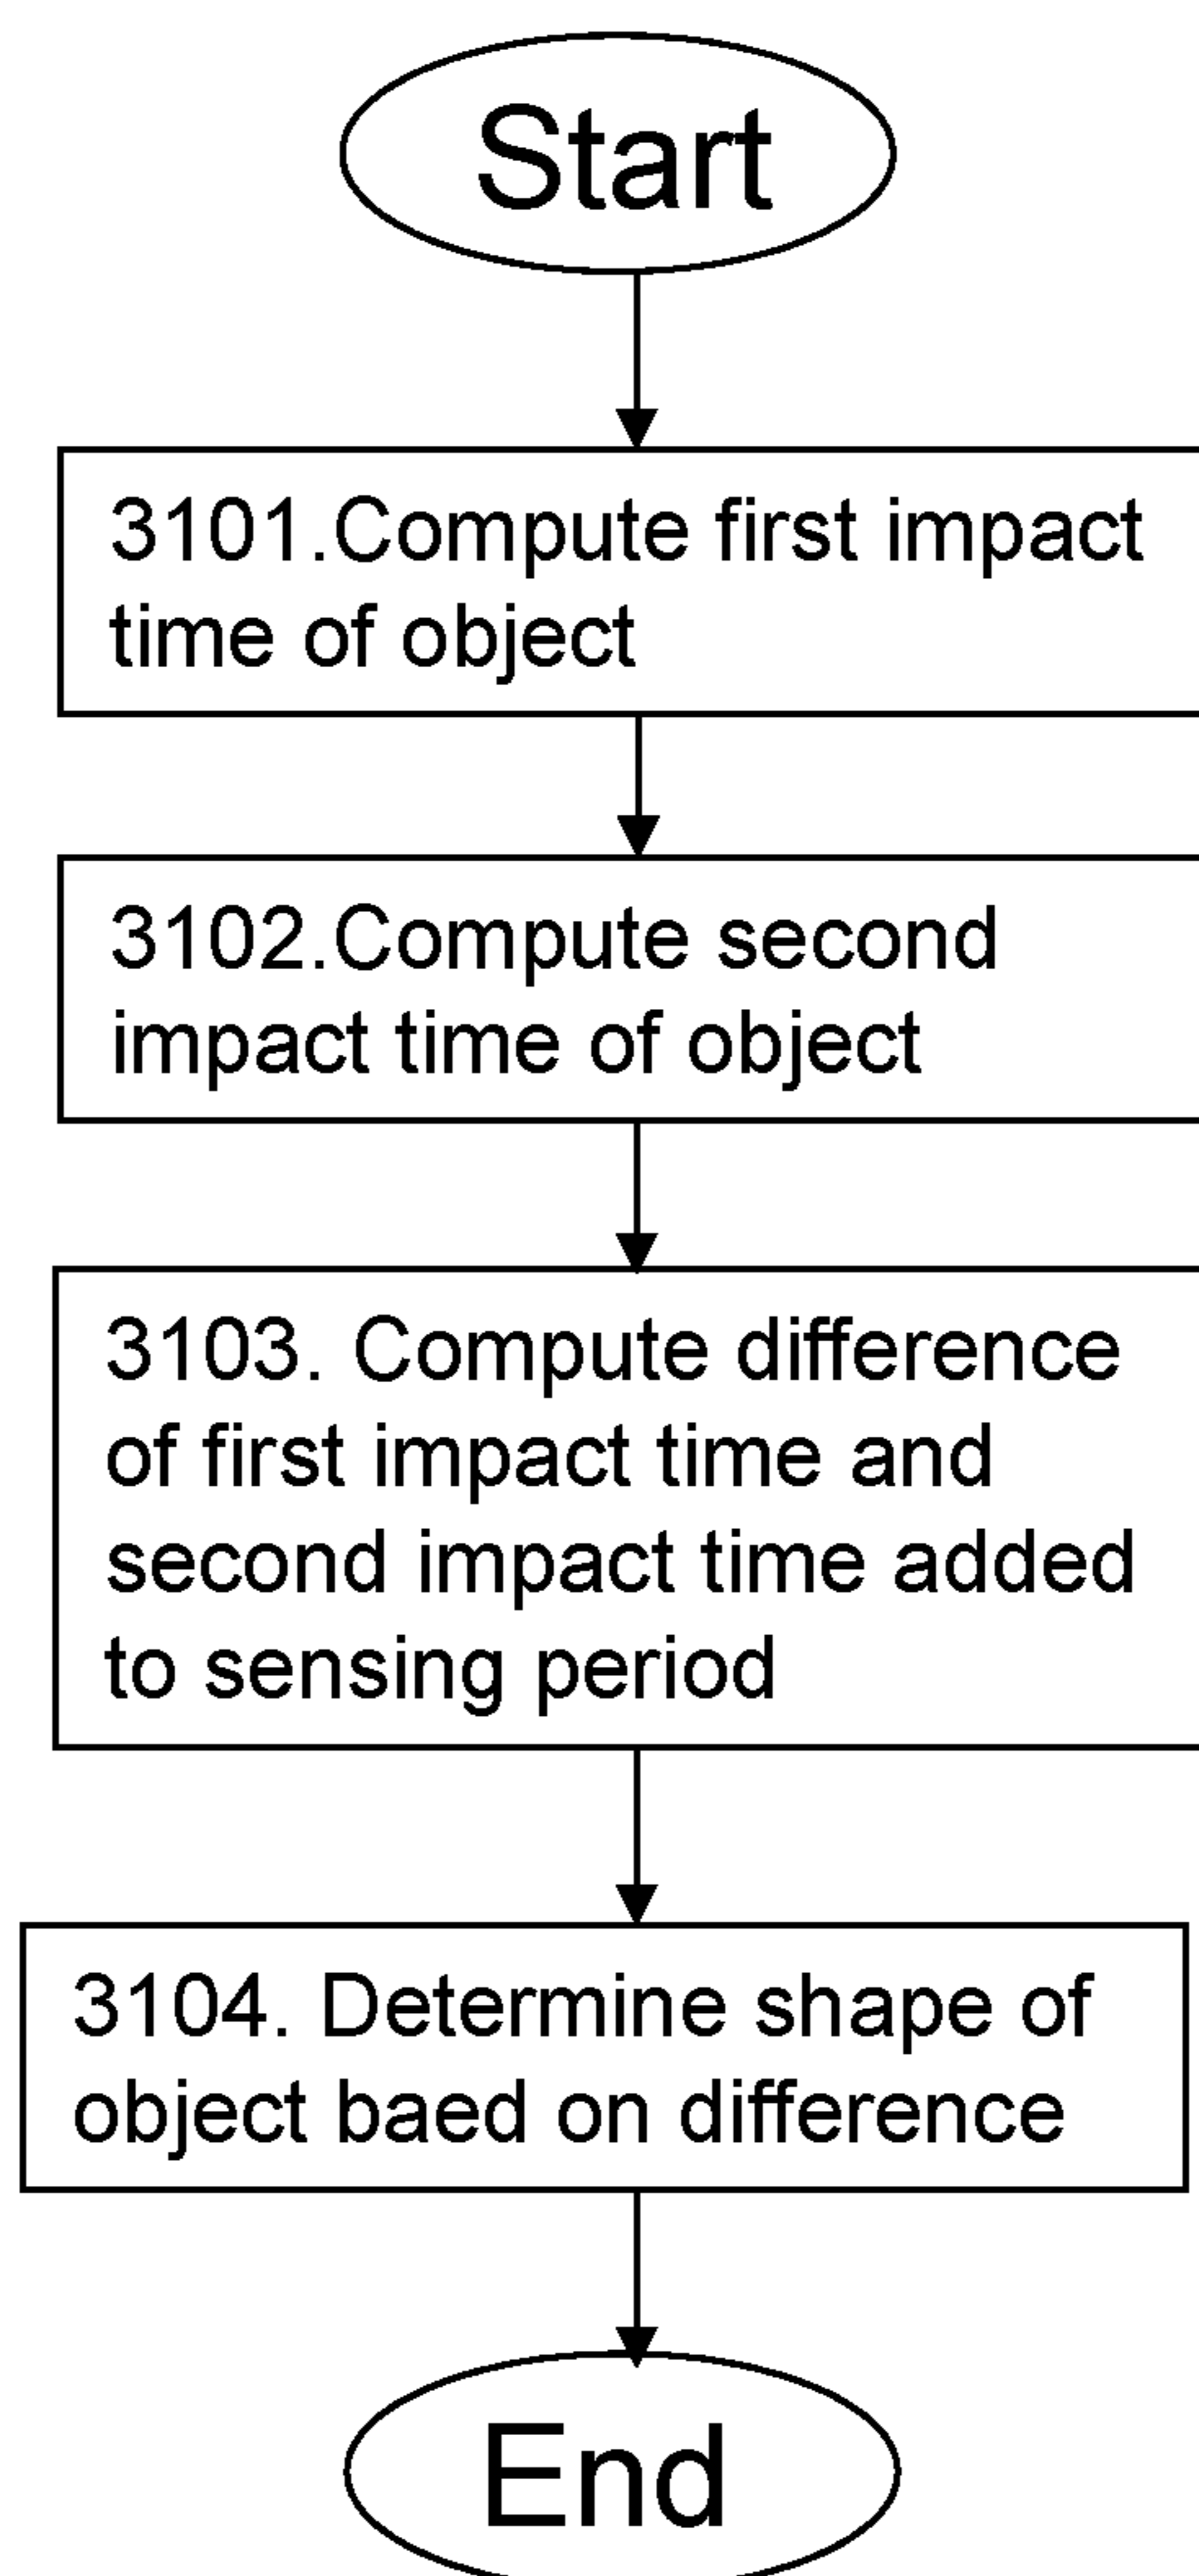 Start
3101.Compute first impact
time of object
3102.Compute second
impact time of object
3103. Compute difference
of first impact time and
second impact time added
to sensing period
3104. Determine shape of
object baed on difference
End